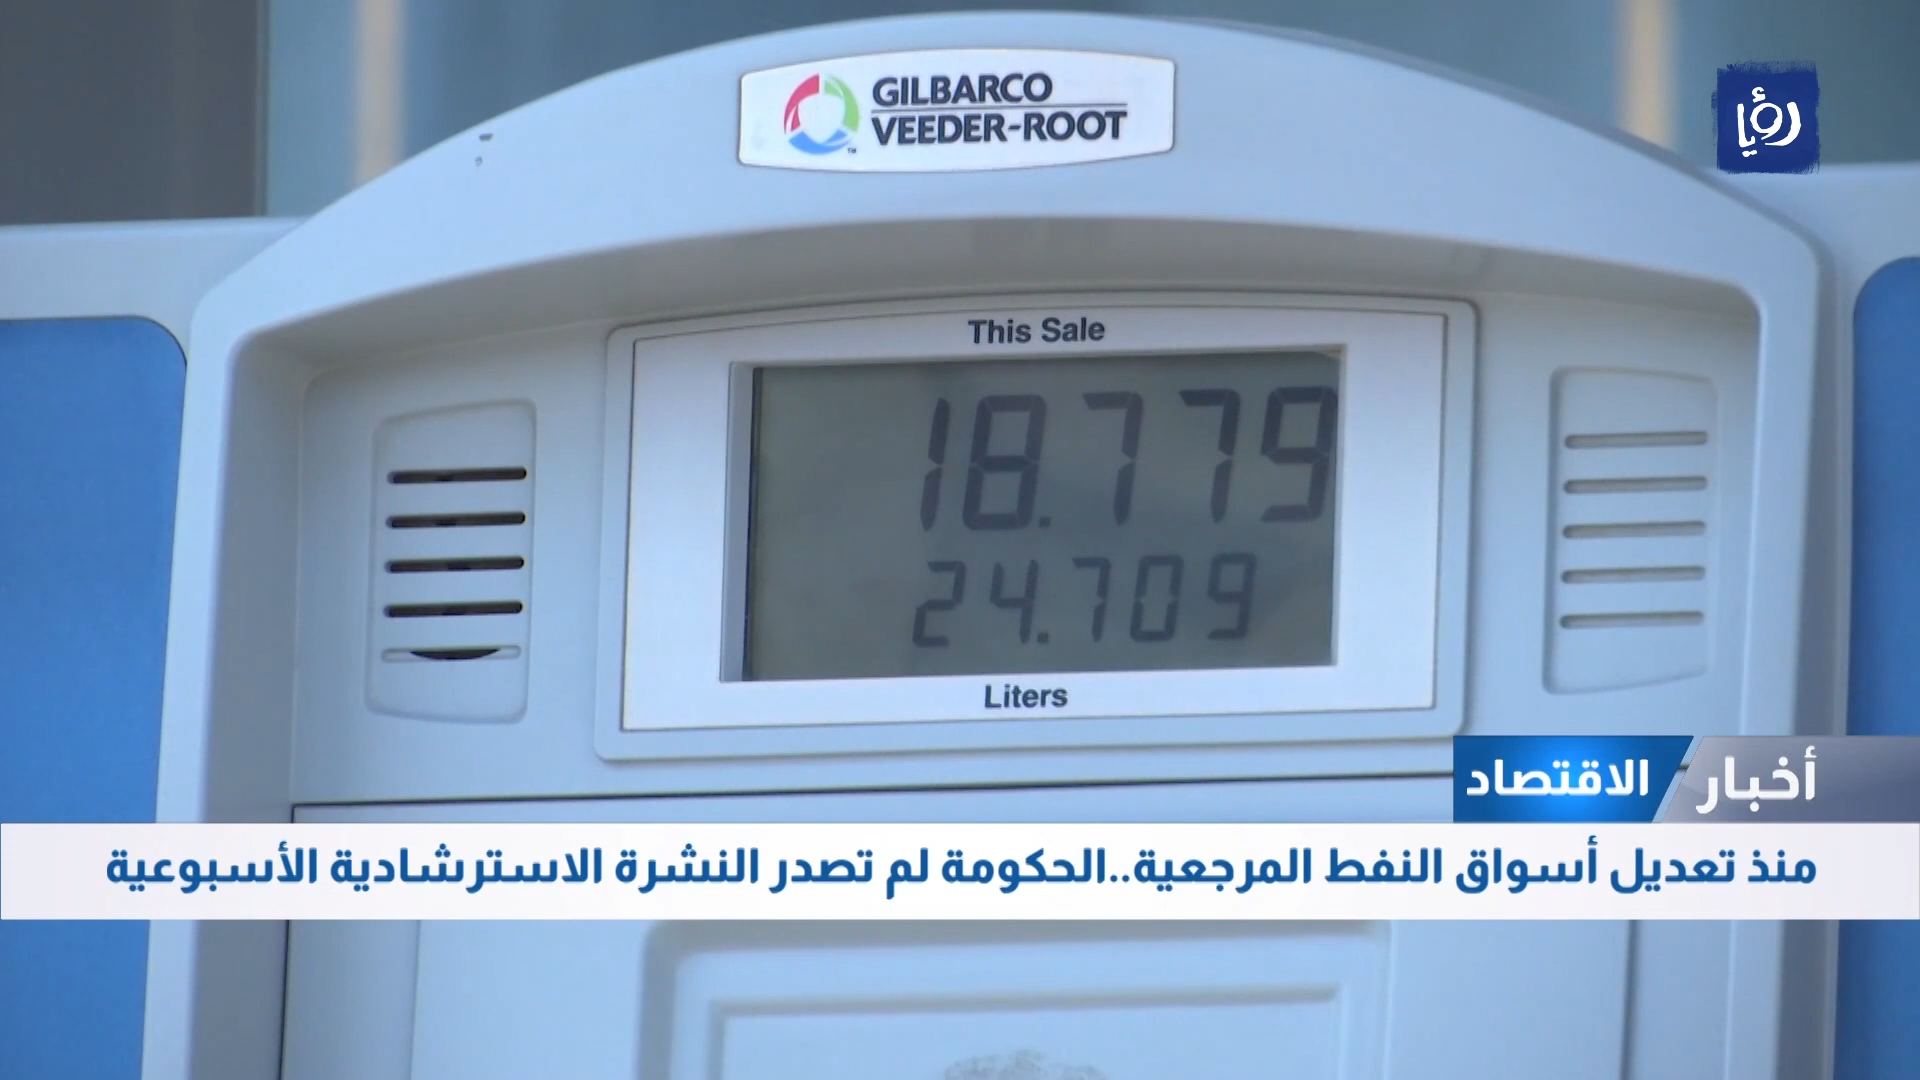 GILBARCO
VEEDER-ROOT
™
رؤيا
This Sale
18.779
24.709
Liters
أخبار الاقتصاد
منذ تعديل أسواق النفط المرجعية..الحكومة لم تصدر النشرة الاسترشادية الأسبوعية